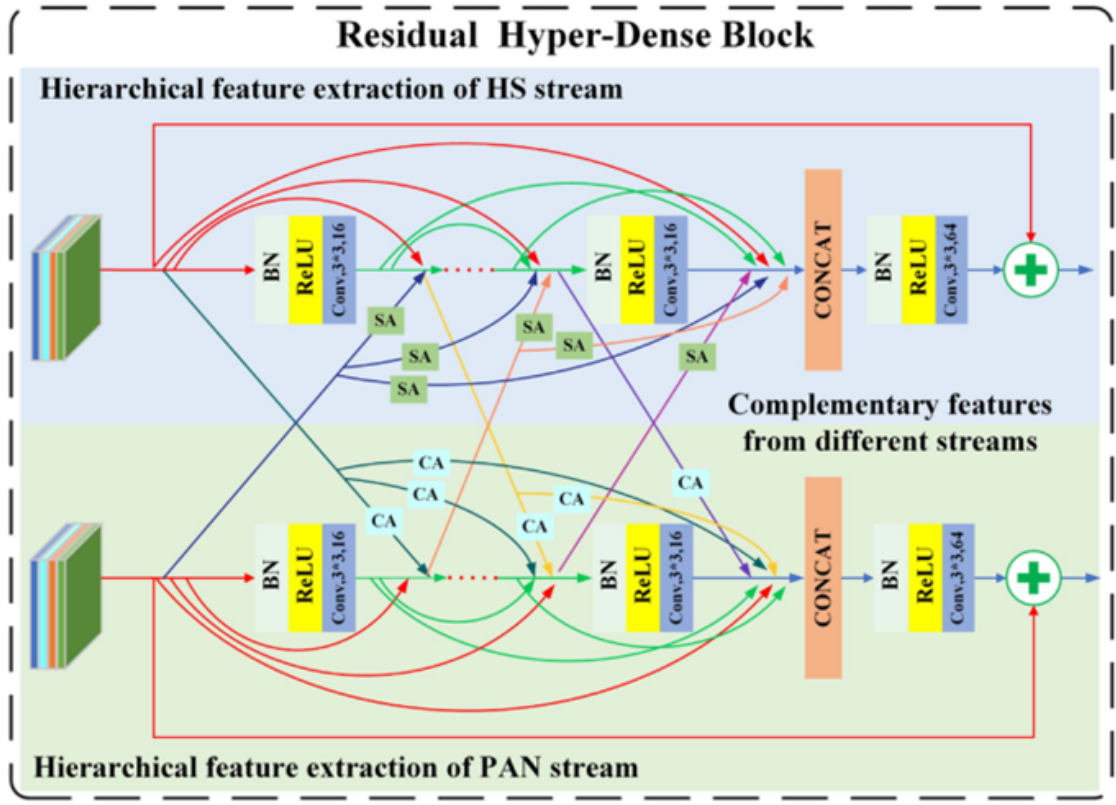 Residual Hyper-Dense Block
Hierarchical feature extraction of HS stream
BN
ReLU
Conv,3*3,16
BN
ReLU
Conv,3*3,16
CONCAT
BN
ReLU
Conv,3*3,64
SA
SA
SA
SA
SA
SA
Complementary features
from different streams
CA
CA
CA
CA
CA
CA
BN
ReLU
Conv,3*3,16
BN
ReLU
Conv,3*3,16
CONCAT
BN
ReLU
Conv,3*3,64
Hierarchical feature extraction of PAN stream